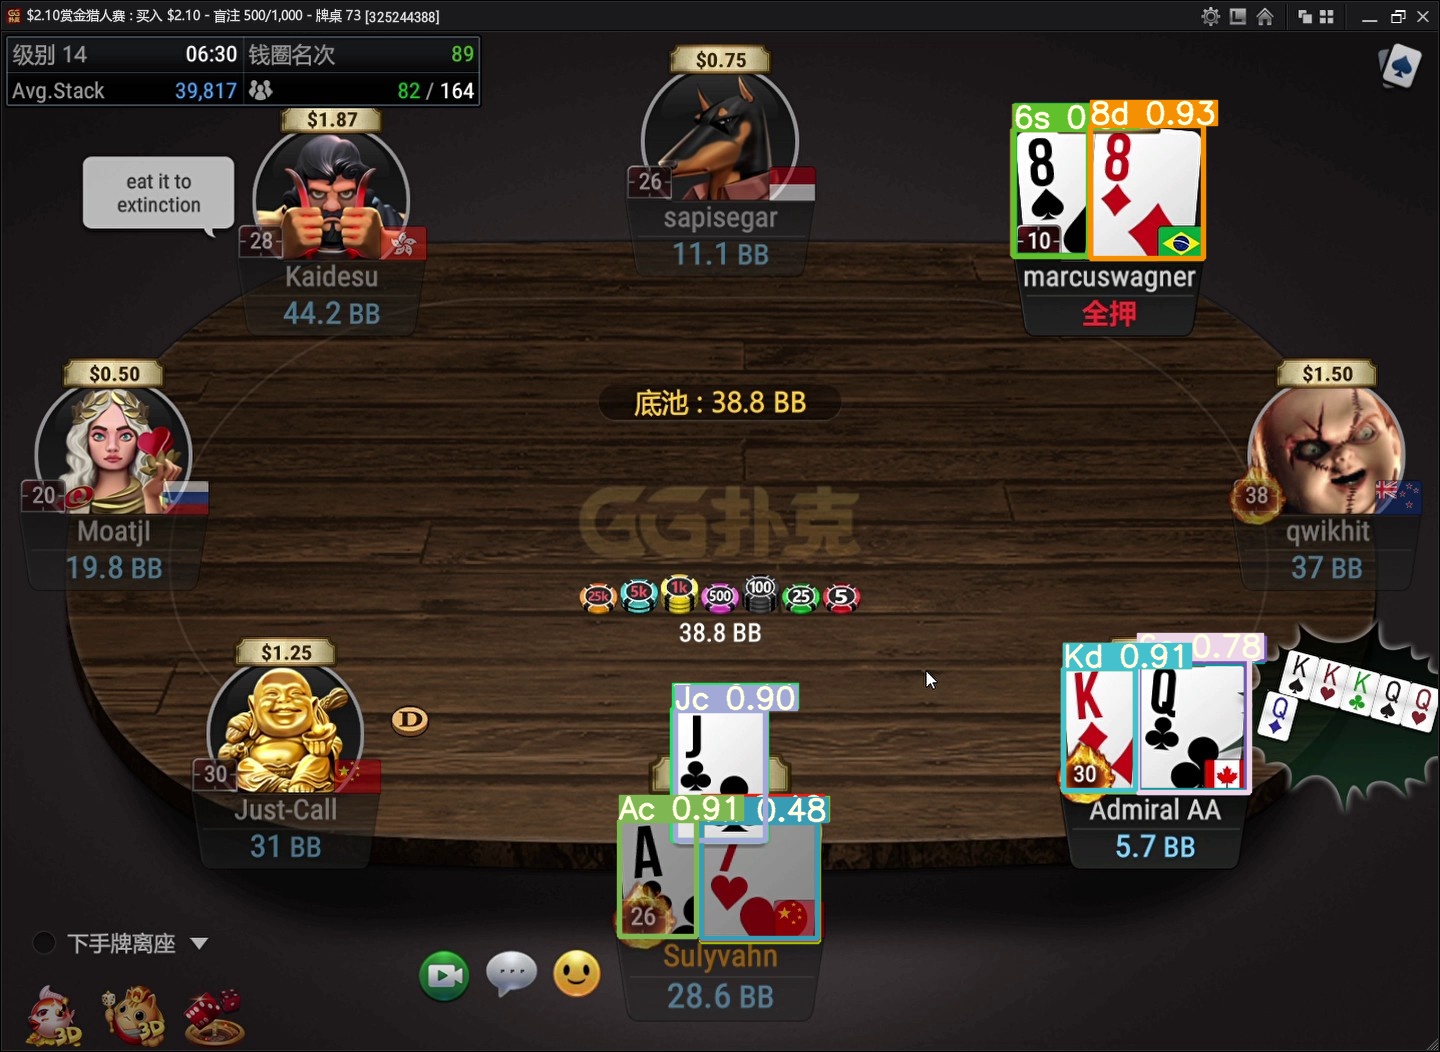 $2.10赏金猎人赛 : 买入 $2.10 - 盲注 500/1,000 - 牌桌 73 [325244388]
级别 14 06:30 钱圈名次 89
Avg.Stack 39,817 82 / 164
$0.75
26
sapisegar
11.1 BB
$1.87
eat it to
extinction
28
Kaidesu
44.2 BB
6s 0 8d 0.93
8 8
10
marcuswagner
全押
$0.50
20
Moatjl
19.8 BB
底池 : 38.8 BB
$1.50
38
qwikhit
37 BB
GG扑克
25k 5k 1k 500 100 25 5
38.8 BB
$1.25
D
30
Just-Call
31 BB
Jc 0.90
J
Ac 0.91 0.48
A
26
Sulyvahn
28.6 BB
Kd 0.91 0.78
K Q
30
Admiral AA
5.7 BB
K K K Q Q
Q
下手牌离座
3D 3D